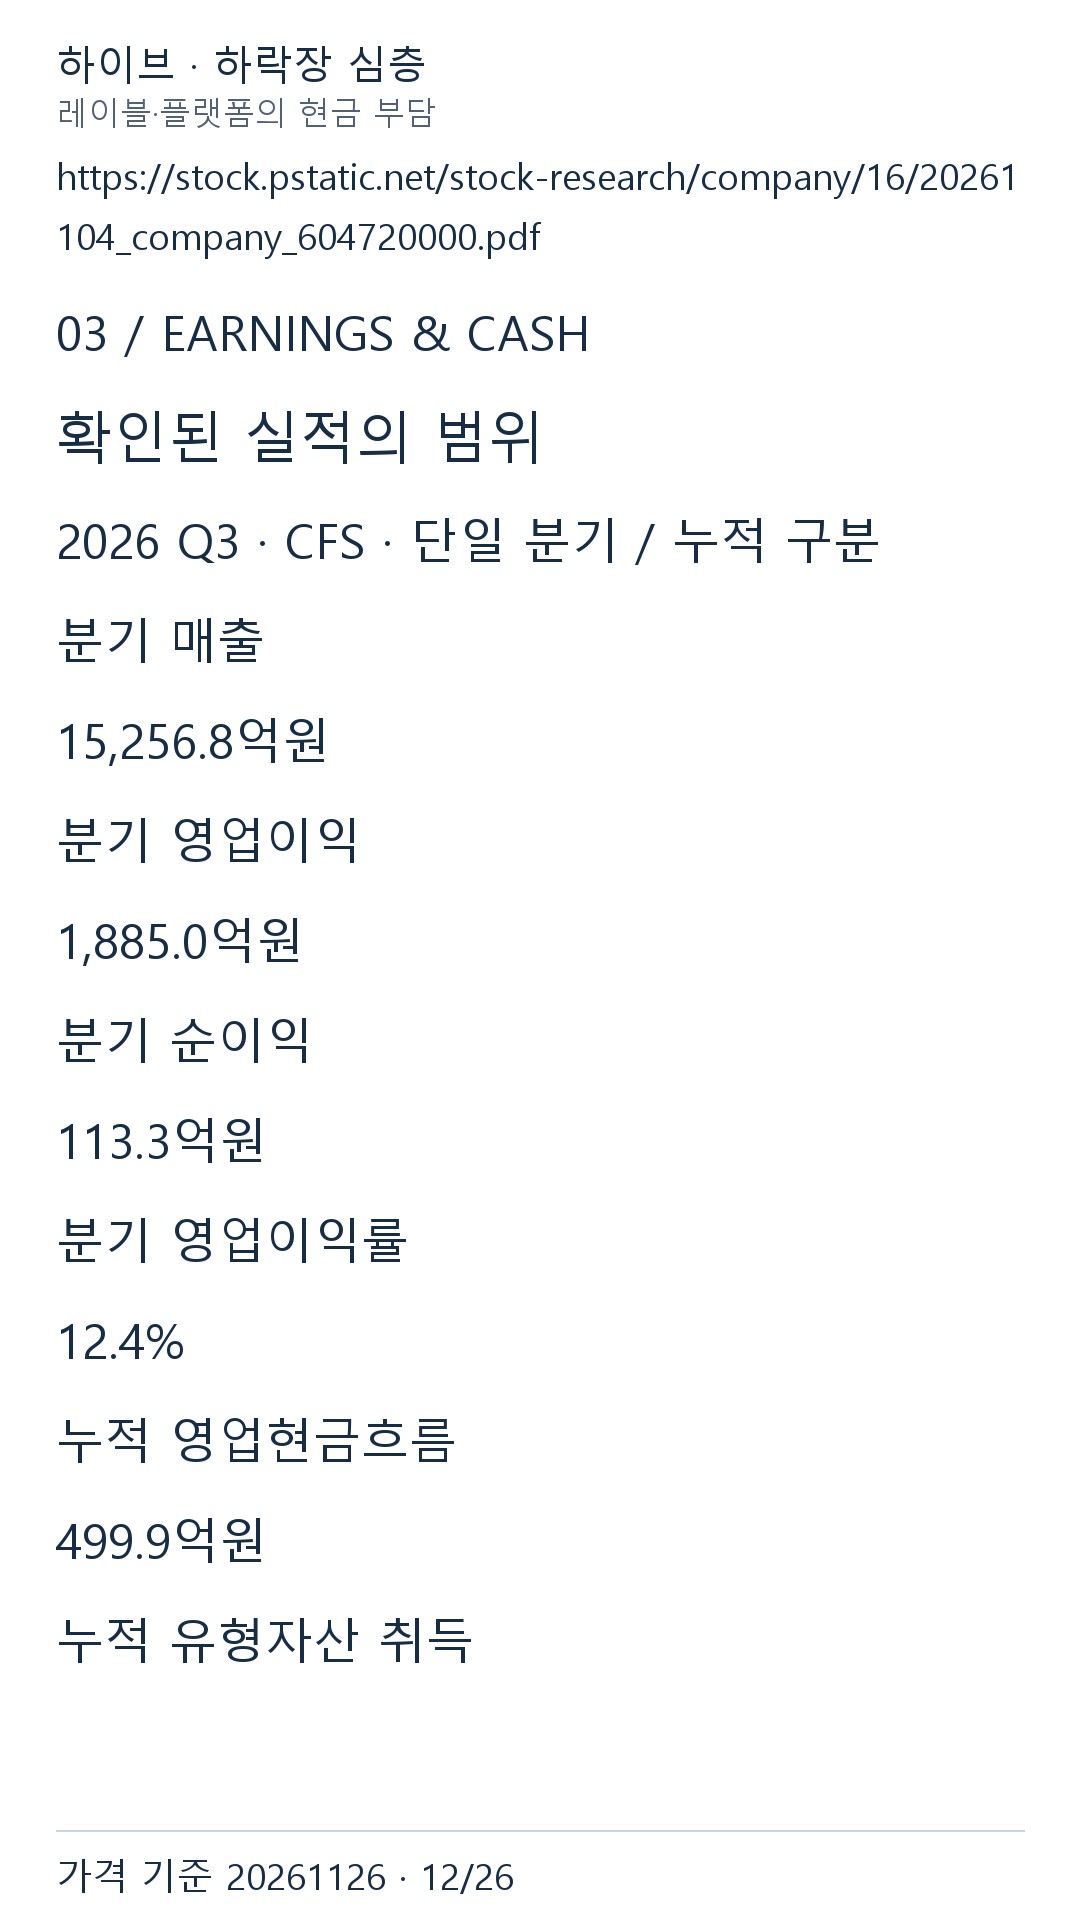 하이브 · 하락장 심층
레이블·플랫폼의 현금 부담
https://stock.pstatic.net/stock-research/company/16/20261
104_company_604720000.pdf
03 / EARNINGS & CASH
확인된 실적의 범위
2026 Q3 · CFS · 단일 분기 / 누적 구분
분기 매출
15,256.8억원
분기 영업이익
1,885.0억원
분기 순이익
113.3억원
분기 영업이익률
12.4%
누적 영업현금흐름
499.9억원
누적 유형자산 취득
가격 기준 20261126 · 12/26